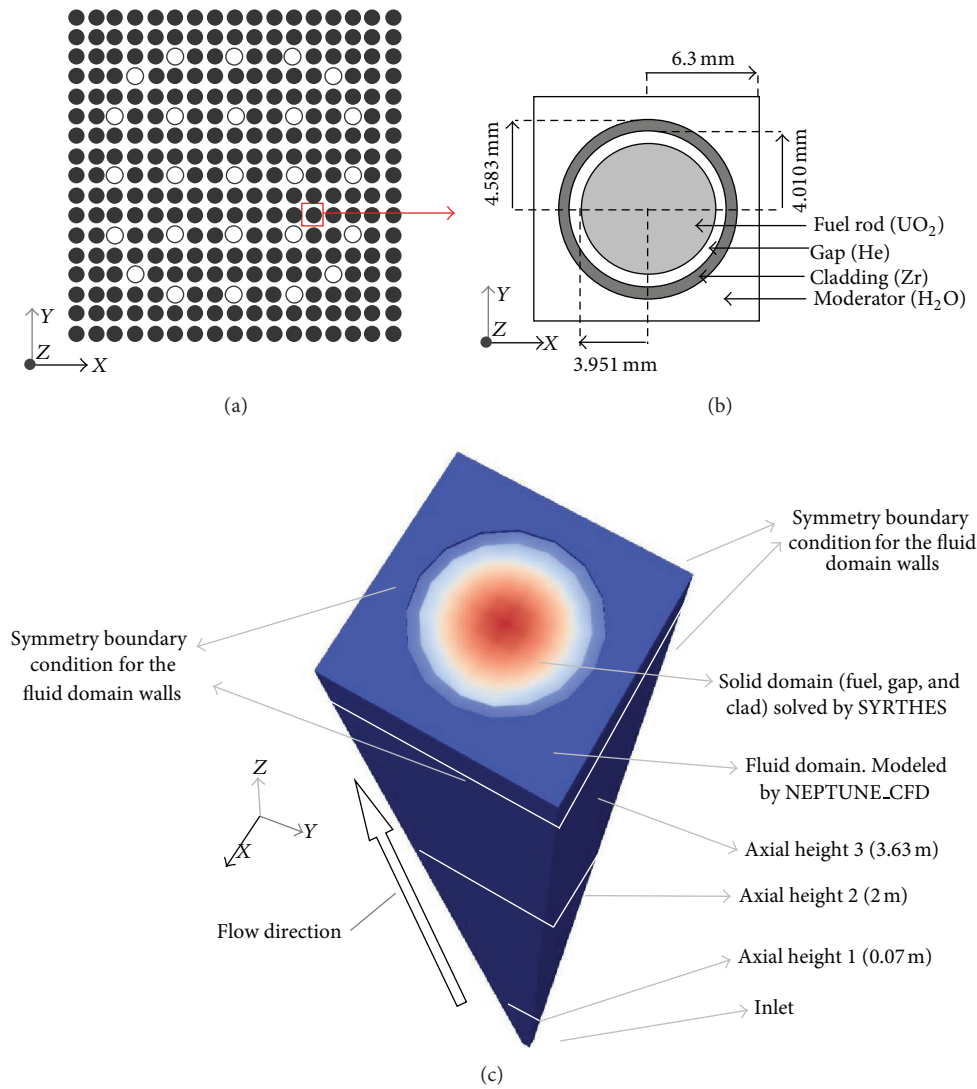 Y
Z
X
(a)
6.3 mm
4.583 mm
4.010 mm
Fuel rod (UO₂)
Gap (He)
Cladding (Zr)
Moderator (H₂O)
Y
Z
X
3.951 mm
(b)
Symmetry boundary
condition for the fluid
domain walls
Symmetry boundary
condition for the
fluid domain walls
Solid domain (fuel, gap, and
clad) solved by SYRTHES
Fluid domain. Modeled
by NEPTUNE_CFD
Z
Y
X
Axial height 3 (3.63 m)
Axial height 2 (2 m)
Flow direction
Axial height 1 (0.07 m)
Inlet
(c)